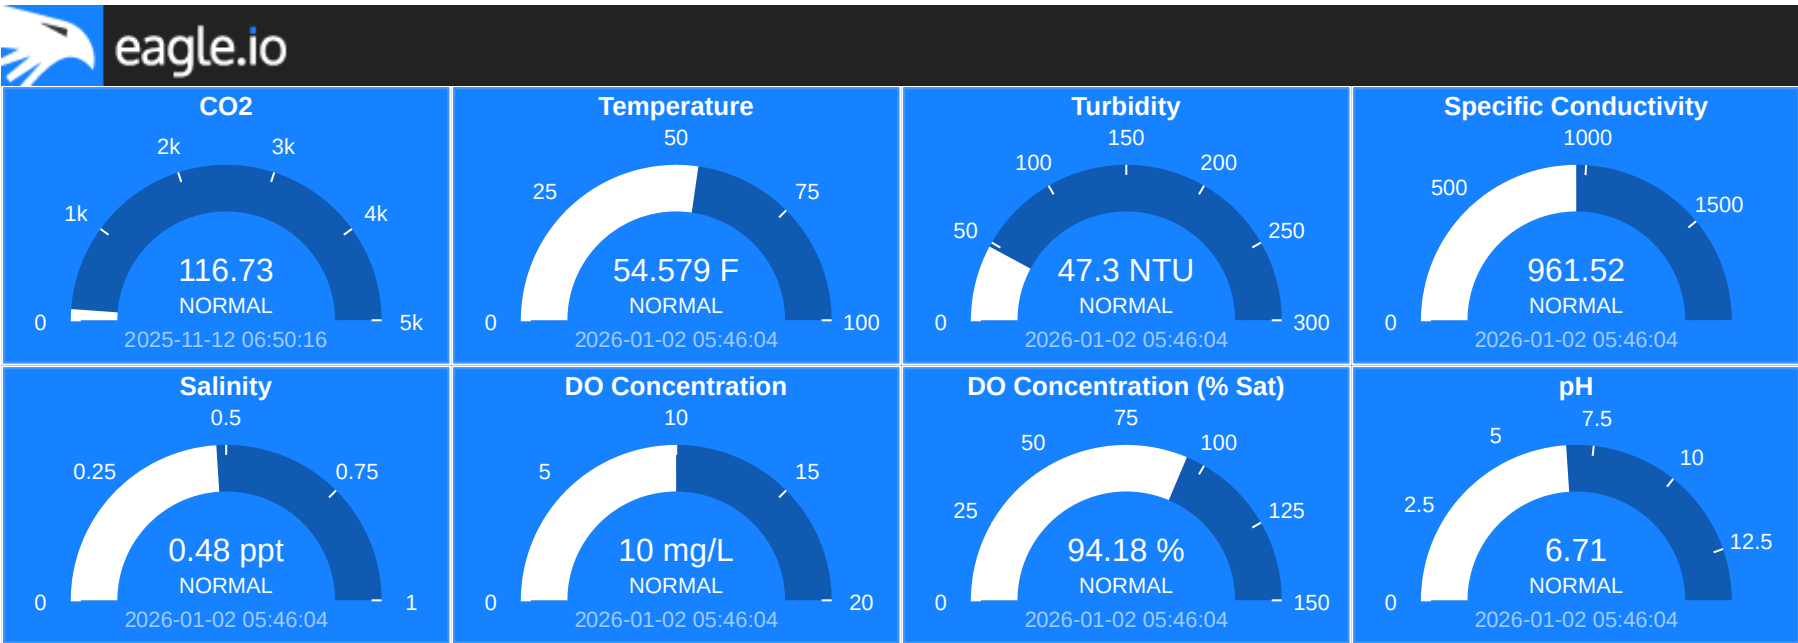 eagle.io
CO2
2k
3k
1k
4k
116.73
NORMAL
0
5k
2025-11-12 06:50:16
Temperature
50
25
75
54.579 F
NORMAL
0
100
2026-01-02 05:46:04
Turbidity
150
100
200
50
250
47.3 NTU
NORMAL
0
300
2026-01-02 05:46:04
Specific Conductivity
1000
500
1500
961.52
NORMAL
0
2026-01-02 05:46:04
Salinity
0.5
0.25
0.75
0.48 ppt
NORMAL
0
1
2026-01-02 05:46:04
DO Concentration
10
5
15
10 mg/L
NORMAL
0
20
2026-01-02 05:46:04
DO Concentration (% Sat)
75
50
100
25
125
94.18 %
NORMAL
0
150
2026-01-02 05:46:04
pH
7.5
5
10
2.5
12.5
6.71
NORMAL
0
2026-01-02 05:46:04